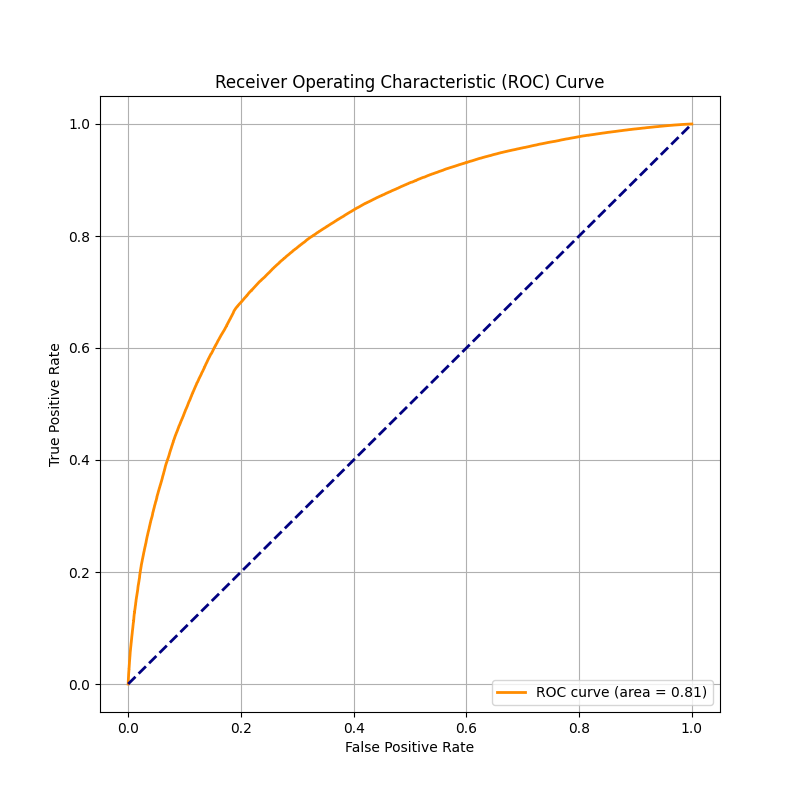 Receiver Operating Characteristic (ROC) Curve
1.0
0.8
0.6
0.4
0.2
0.0
True Positive Rate
ROC curve (area = 0.81)
0.0 0.2 0.4 0.6 0.8 1.0
False Positive Rate